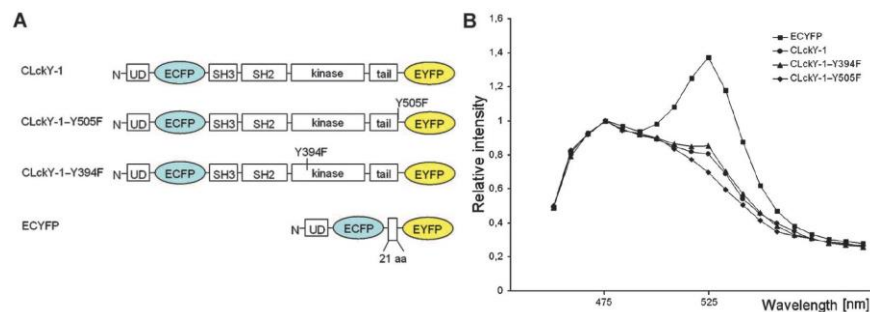 A
CLckY-1 N- UD ECFP SH3 SH2 kinase tail EYFP
Y505F
CLckY-1–Y505F N- UD ECFP SH3 SH2 kinase tail EYFP
Y394F
CLckY-1–Y394F N- UD ECFP SH3 SH2 kinase tail EYFP
ECYFP N- UD ECFP EYFP
21 aa
B
Relative intensity
1,6
1,4
1,2
1
0,8
0,6
0,4
0,2
0
475 525
Wavelength [nm]
ECYFP
CLckY-1
CLckY-1–Y394F
CLckY-1–Y505F